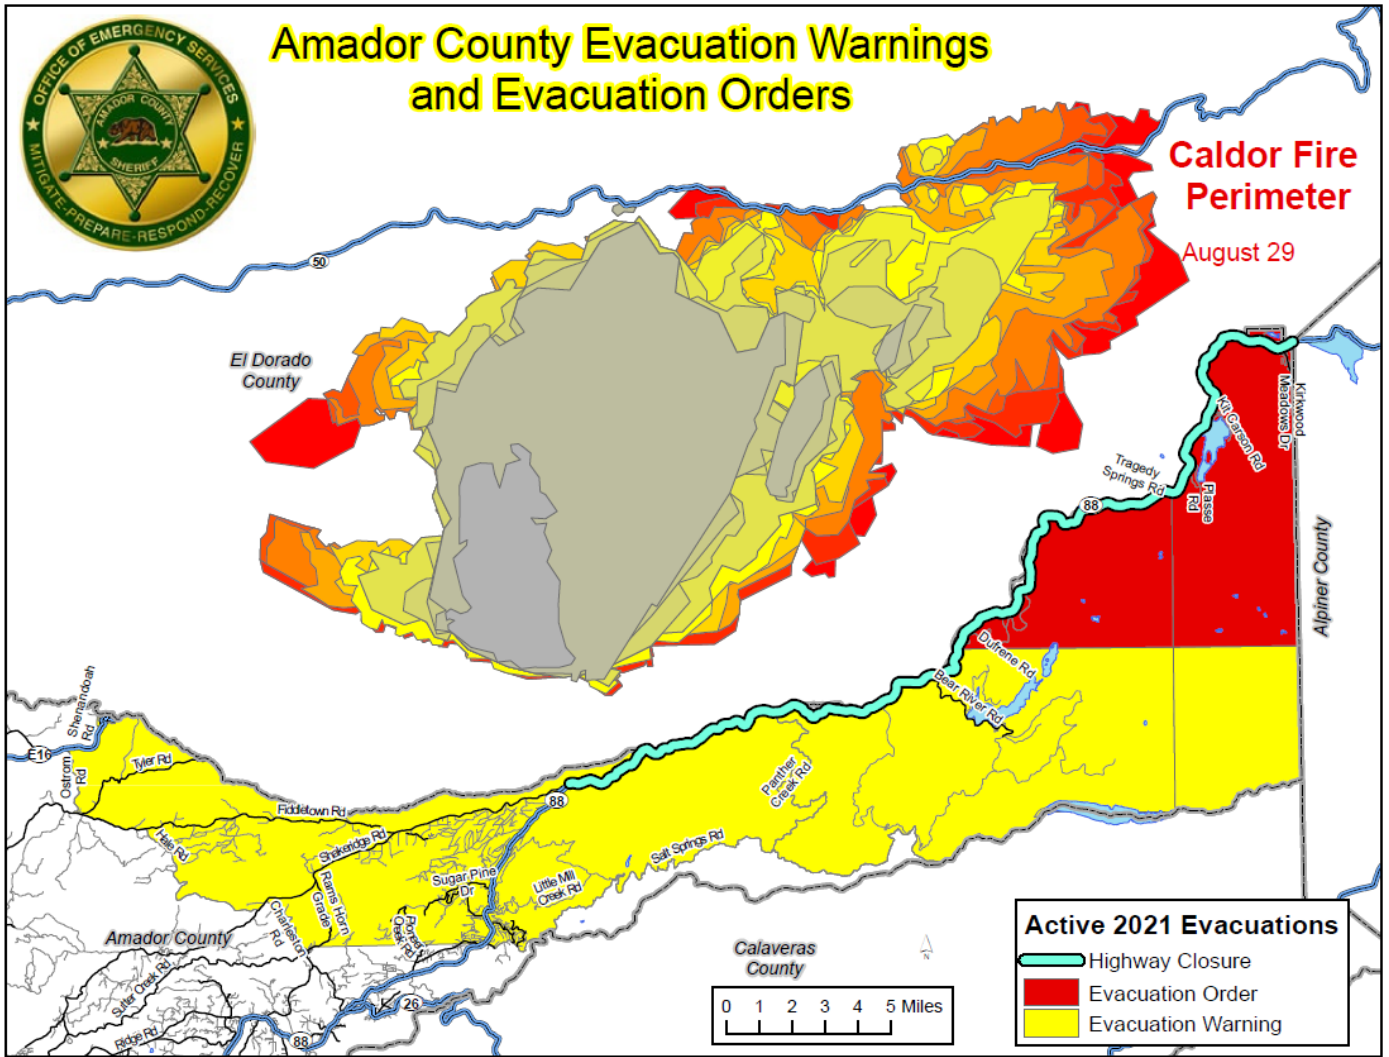 Amador County Evacuation Warnings
and Evacuation Orders
OFFICE OF EMERGENCY SERVICES
AMADOR COUNTY
SHERIFF
MITIGATE-PREPARE-RESPOND-RECOVER
Caldor Fire
Perimeter
August 29
50
El Dorado
County
Kirkwood
Meadows Dr
Kit Carson Rd
Tragedy
Springs Rd
88
Plasse
Rd
Alpiner County
Dufrene Rd
Bear River Rd
Shenandoah
Rd
E16
Ostrom
Rd
Tyler Rd
Fiddletown Rd
88
Panther
Creek Rd
Hale Rd
Shakeridge Rd
Salt Springs Rd
Sugar Pine
Dr
Little Mill
Creek Rd
Rams Horn
Grade
Charleston
Rd
Pioneer
Creek Rd
Amador County
Sutter Creek Rd
Ridge Rd
88
26
Calaveras
County
N
0 1 2 3 4 5 Miles
Active 2021 Evacuations
Highway Closure
Evacuation Order
Evacuation Warning